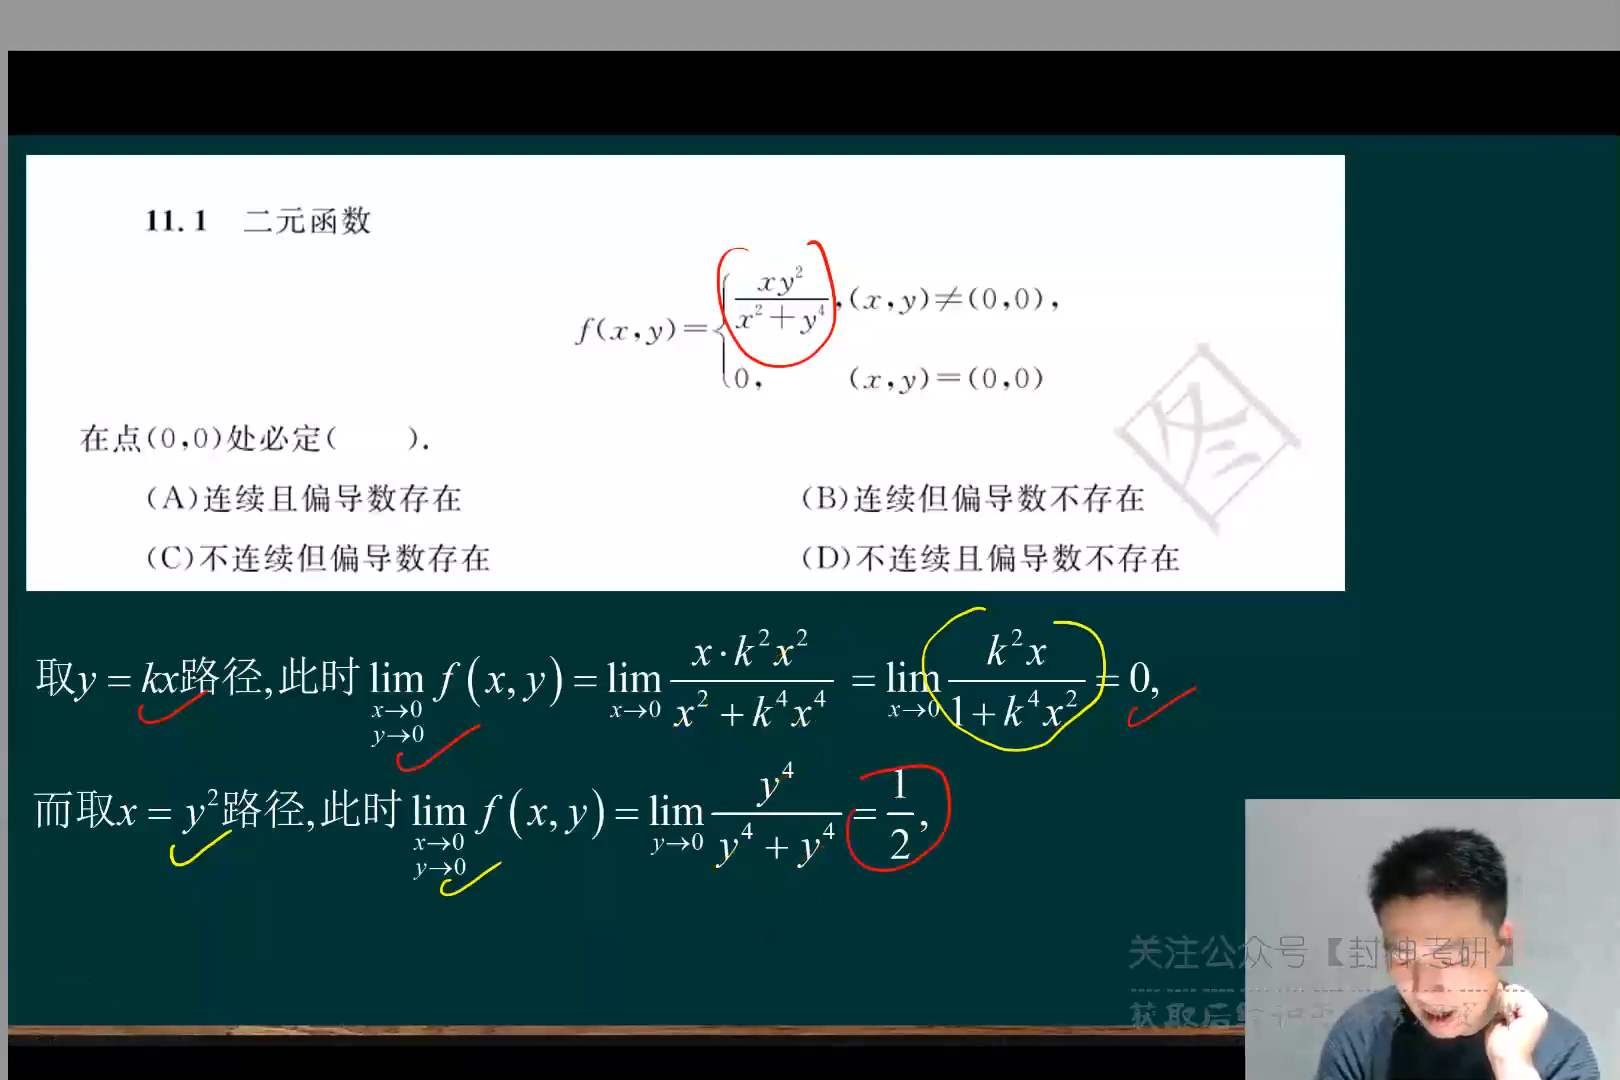 11.1 二元函数
f(x,y)={ xy²/(x²+y⁴), (x,y)≠(0,0),
0, (x,y)=(0,0)
在点(0,0)处必定( ).
(A)连续且偏导数存在 (B)连续但偏导数不存在
(C)不连续但偏导数存在 (D)不连续且偏导数不存在
图
取y = kx路径,此时 lim_{x→0, y→0} f(x,y) = lim_{x→0} (x·k²x²)/(x² + k⁴x⁴) = lim_{x→0} (k²x)/(1 + k⁴x²) = 0,
而取x = y²路径,此时 lim_{x→0, y→0} f(x,y) = lim_{y→0} y⁴/(y⁴ + y⁴) = 1/2,
关注公众号【封神考研】
获取后续